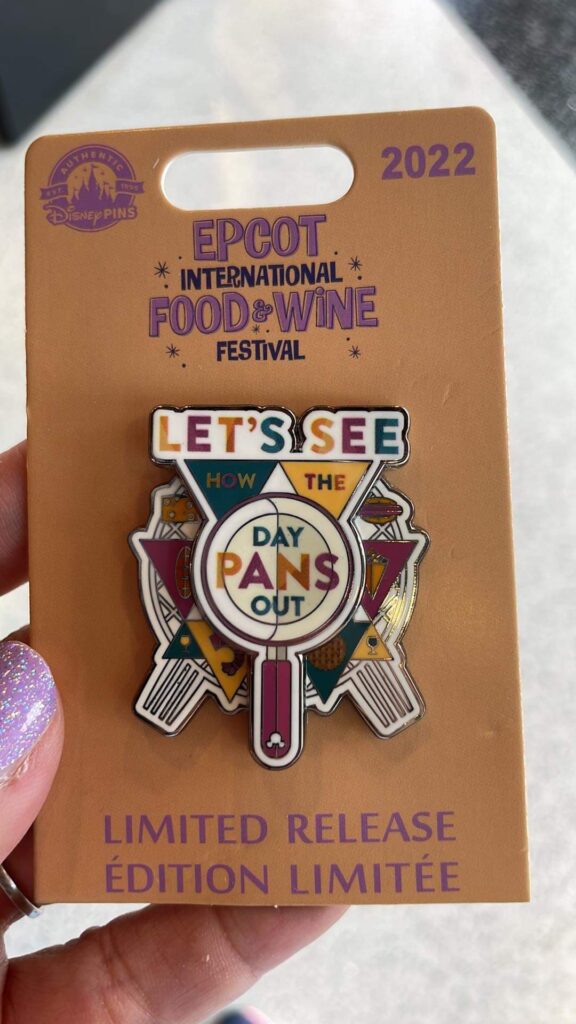 AUTHENTIC
EST. 1955
Disney PINS
2022
EPCOT
INTERNATIONAL
FOOD & WINE
FESTIVAL
LET'S SEE
HOW THE
DAY
PANS
OUT
LIMITED RELEASE
ÉDITION LIMITÉE